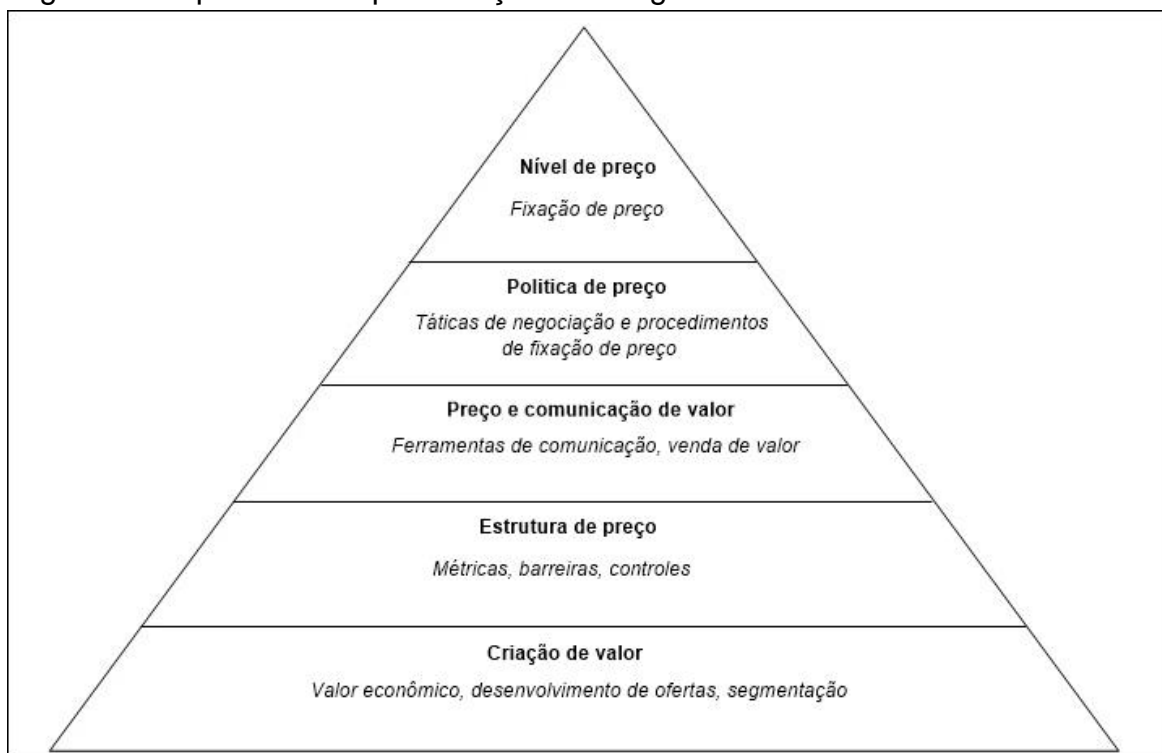 Nível de preço
Fixação de preço
Politica de preço
Táticas de negociação e procedimentos
de fixação de preço
Preço e comunicação de valor
Ferramentas de comunicação, venda de valor
Estrutura de preço
Métricas, barreiras, controles
Criação de valor
Valor econômico, desenvolvimento de ofertas, segmentação